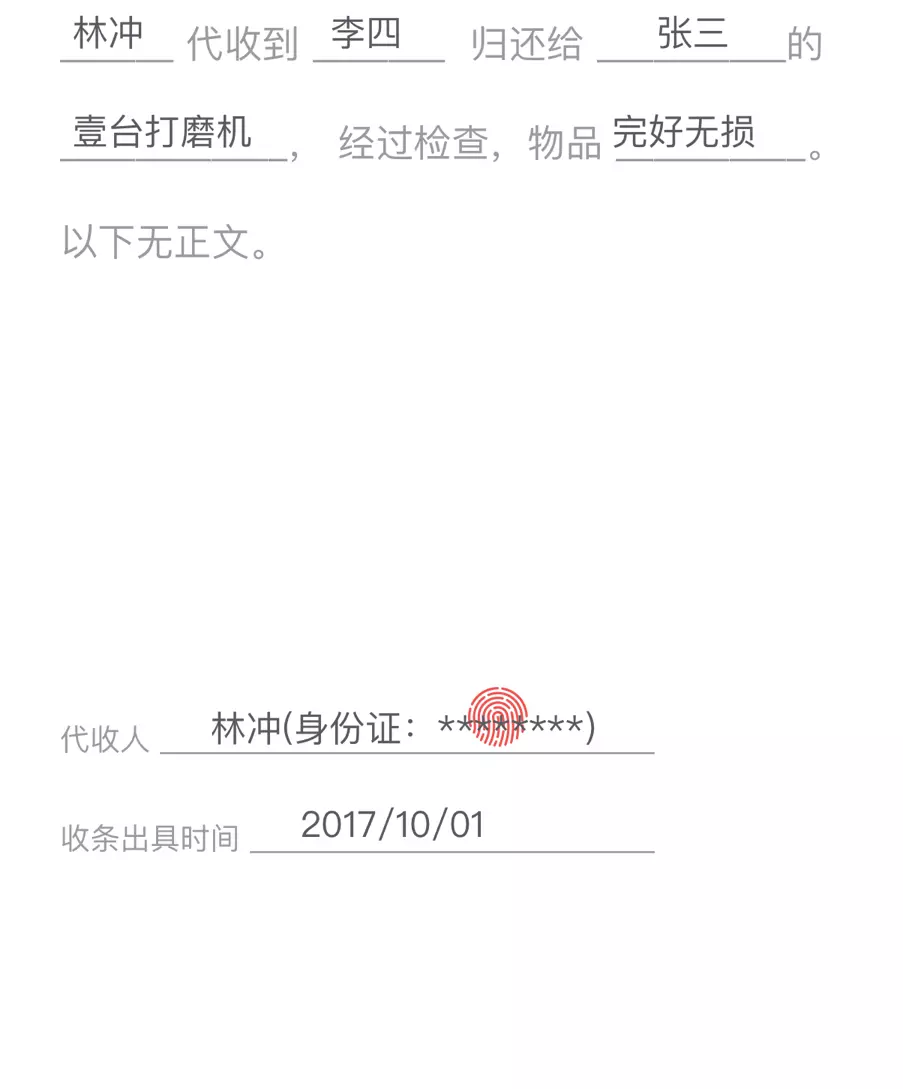 林冲 代收到 李四 归还给 张三 的
壹台打磨机, 经过检查, 物品 完好无损。
以下无正文。
代收人 林冲(身份证: ********)
收条出具时间 2017/10/01